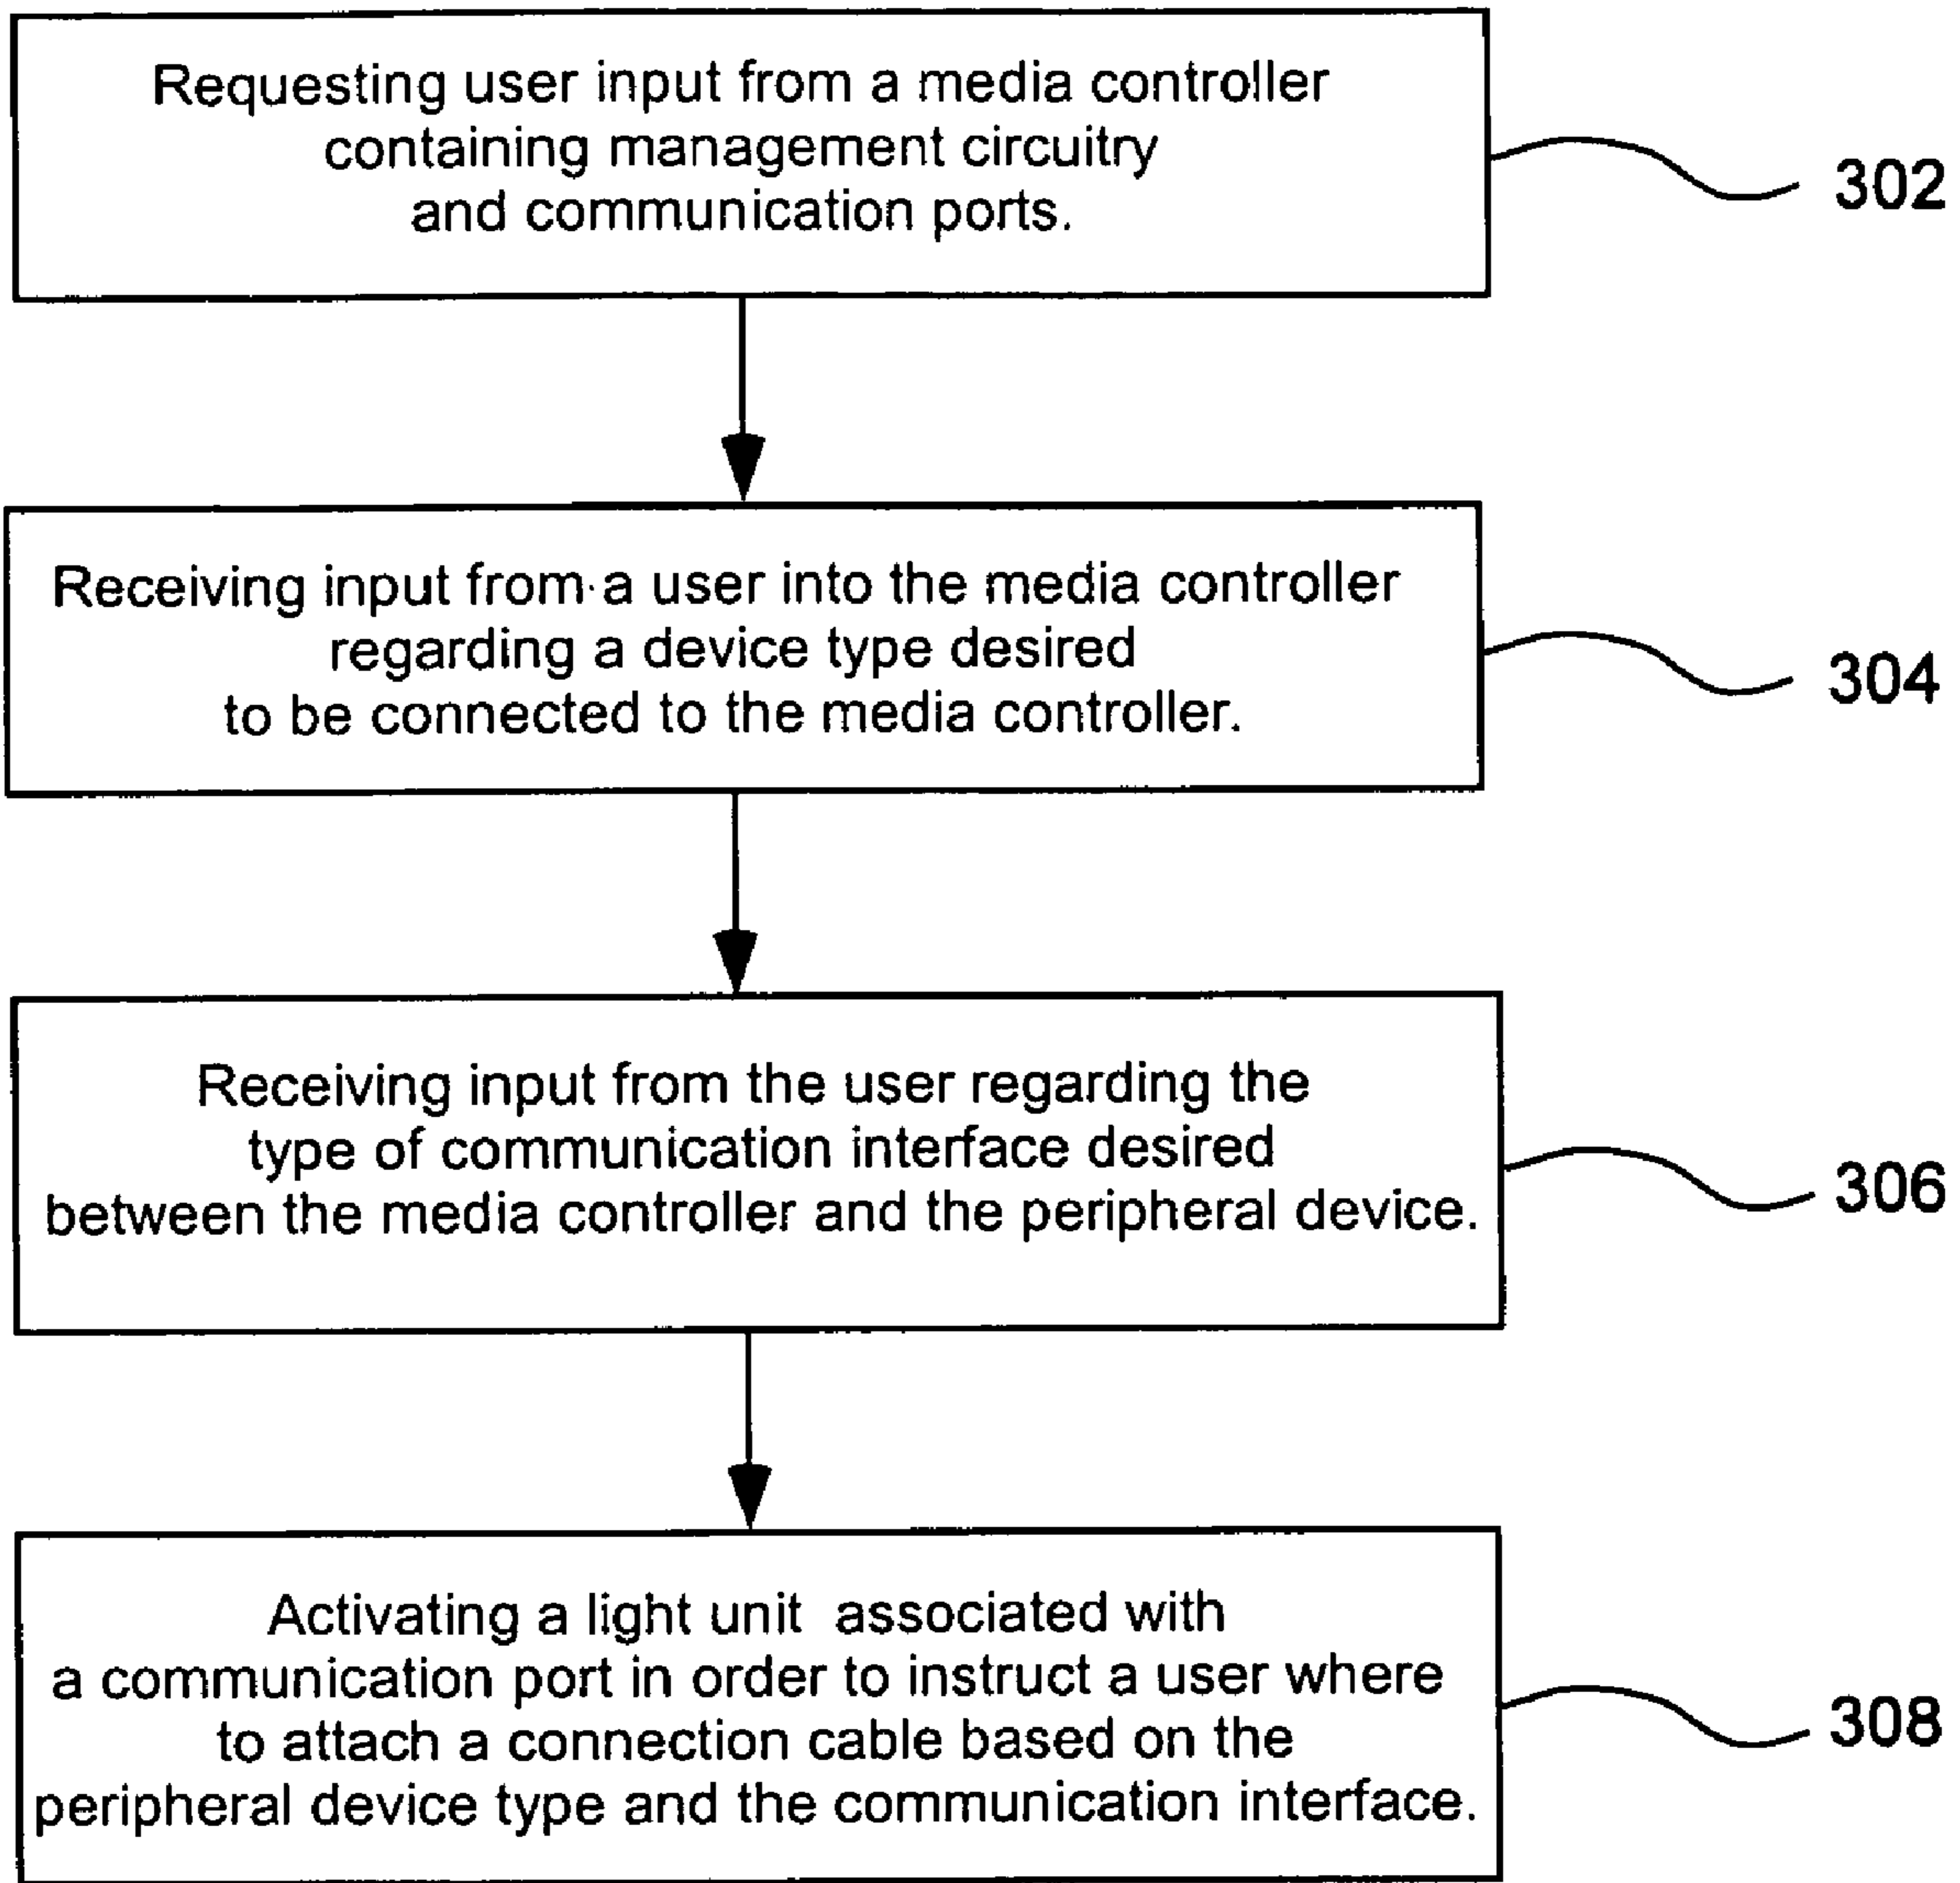 Requesting user input from a media controller
containing management circuitry
and communication ports.
302
Receiving input from a user into the media controller
regarding a device type desired
to be connected to the media controller.
304
Receiving input from the user regarding the
type of communication interface desired
between the media controller and the peripheral device.
306
Activating a light unit associated with
a communication port in order to instruct a user where
to attach a connection cable based on the
peripheral device type and the communication interface.
308